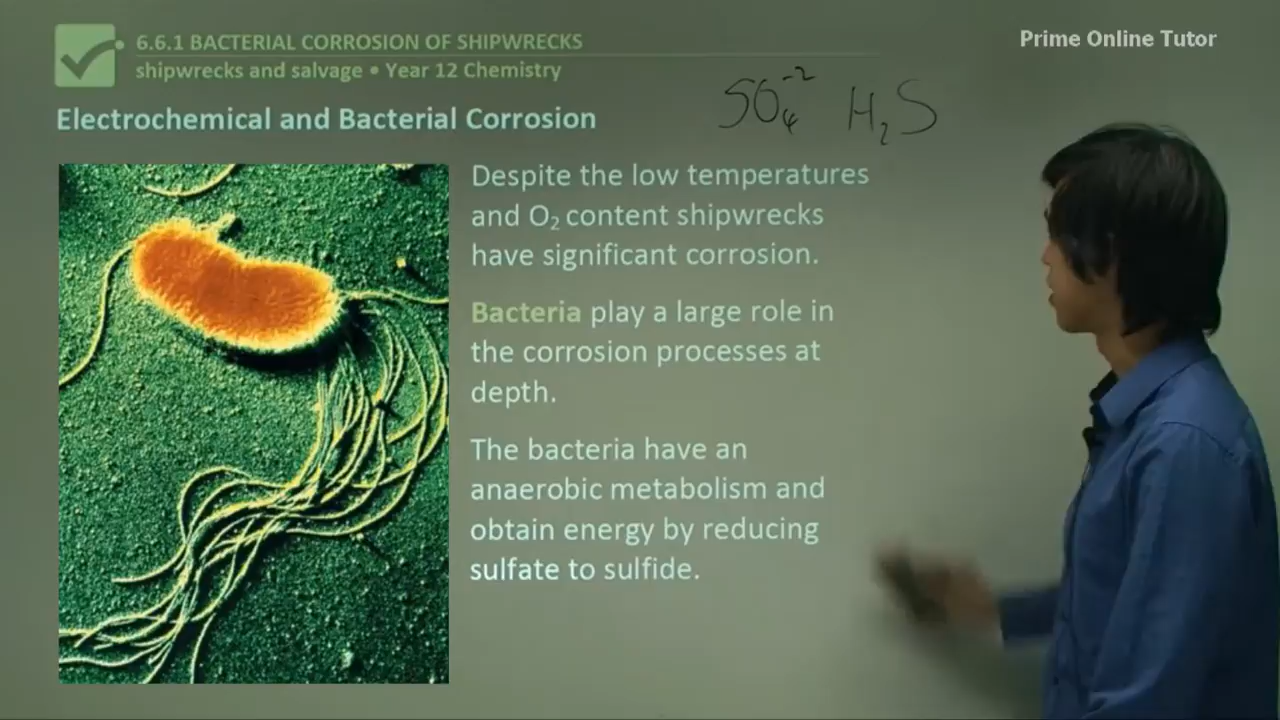 Prime Online Tutor
6.6.1 BACTERIAL CORROSION OF SHIPWRECKS
shipwrecks and salvage • Year 12 Chemistry
SO₄⁻² H₂S
Electrochemical and Bacterial Corrosion
Despite the low temperatures
and O₂ content shipwrecks
have significant corrosion.
Bacteria play a large role in
the corrosion processes at
depth.
The bacteria have an
anaerobic metabolism and
obtain energy by reducing
sulfate to sulfide.